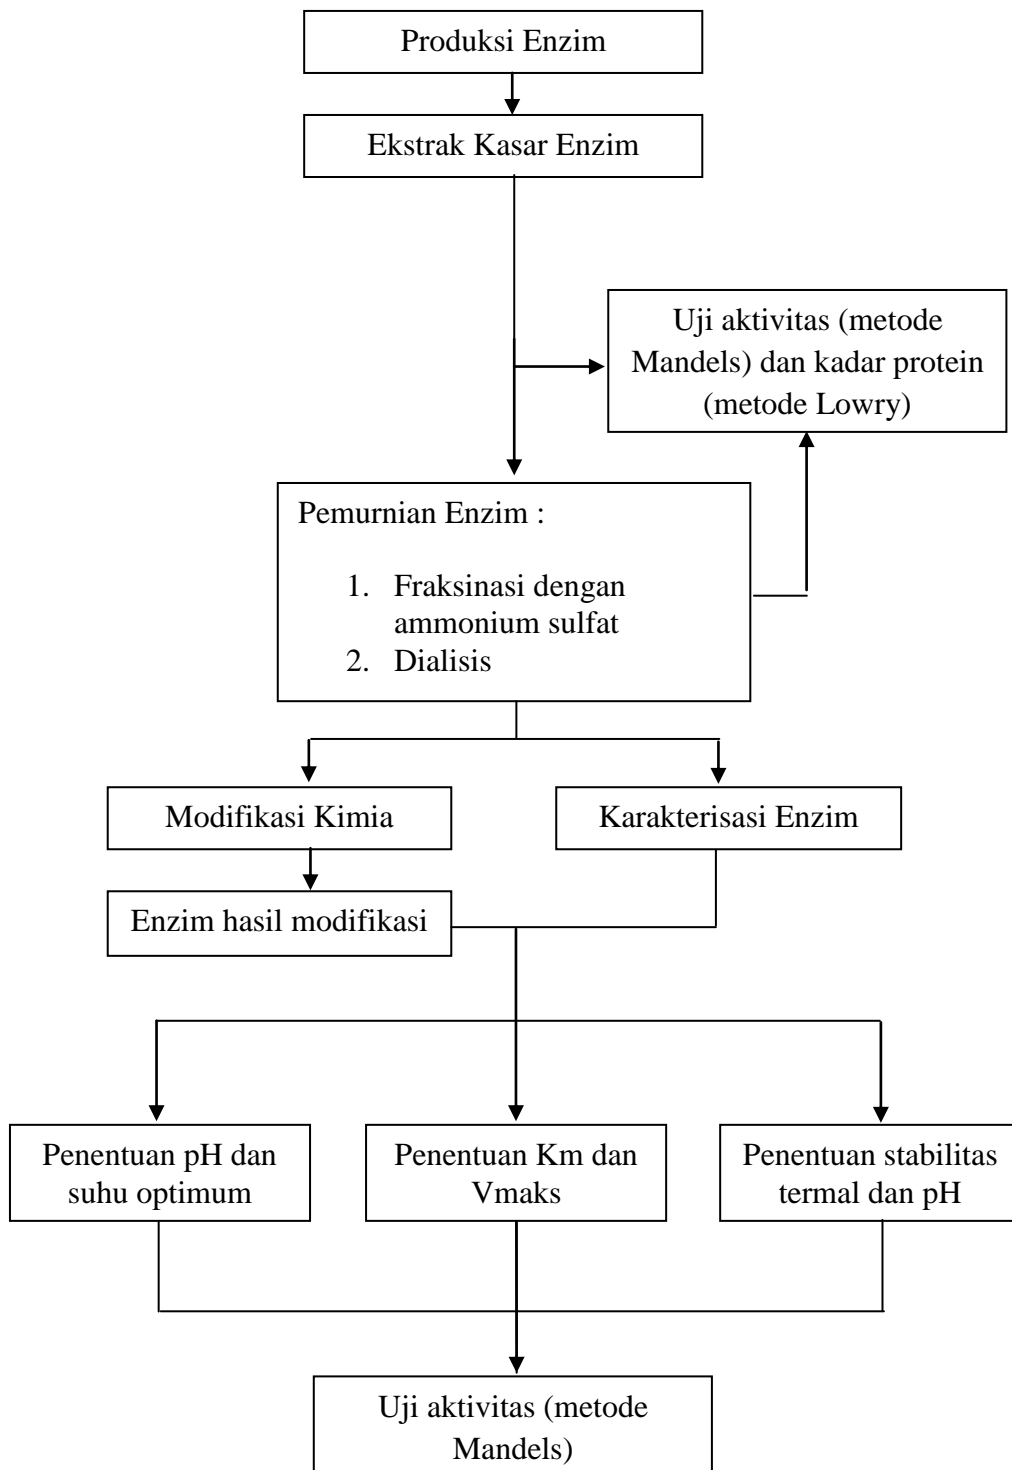 Produksi Enzim
Ekstrak Kasar Enzim
Uji aktivitas (metode
Mandels) dan kadar protein
(metode Lowry)
Pemurnian Enzim :
1. Fraksinasi dengan
ammonium sulfat
2. Dialisis
Modifikasi Kimia
Karakterisasi Enzim
Enzim hasil modifikasi
Penentuan pH dan
suhu optimum
Penentuan Km dan
Vmaks
Penentuan stabilitas
termal dan pH
Uji aktivitas (metode
Mandels)